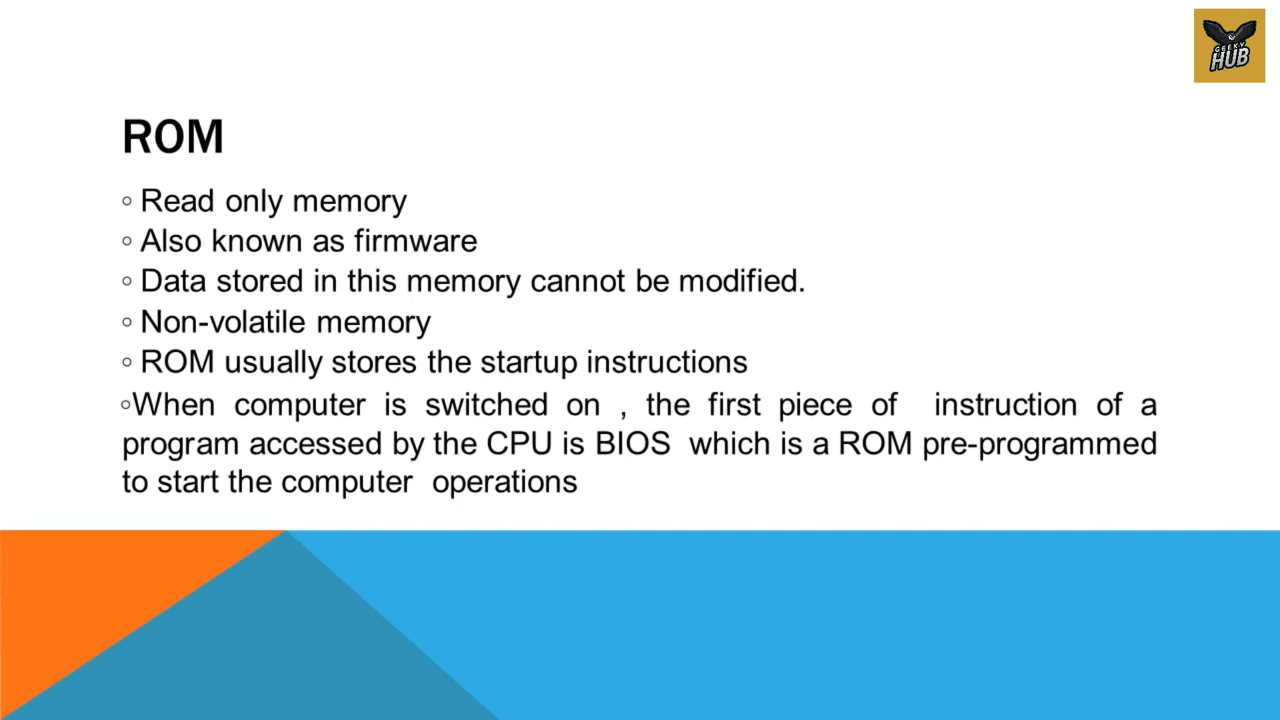 GEEKY
HUB
ROM
◦ Read only memory
◦ Also known as firmware
◦ Data stored in this memory cannot be modified.
◦ Non-volatile memory
◦ ROM usually stores the startup instructions
◦When computer is switched on , the first piece of instruction of a
program accessed by the CPU is BIOS which is a ROM pre-programmed
to start the computer operations